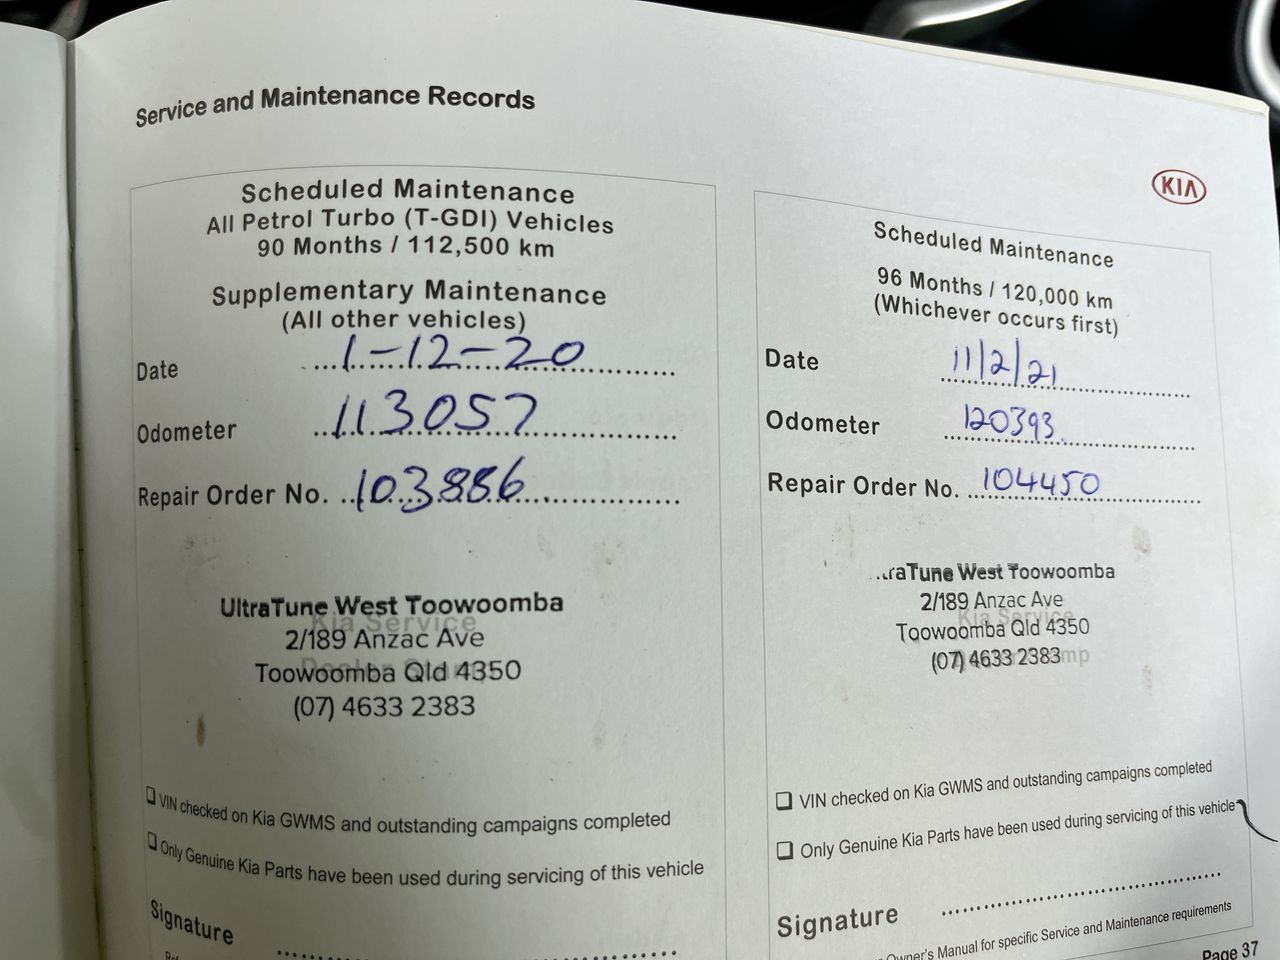 Service and Maintenance Records
KIA
Scheduled Maintenance
All Petrol Turbo (T-GDI) Vehicles
90 Months / 112,500 km
Supplementary Maintenance
(All other vehicles)
Date 1-12-20
Odometer 113057
Repair Order No. 103886
UltraTune West Toowoomba
Kia Service
2/189 Anzac Ave
Toowoomba Qld 4350
(07) 4633 2383
VIN checked on Kia GWMS and outstanding campaigns completed
Only Genuine Kia Parts have been used during servicing of this vehicle
Signature
Scheduled Maintenance
96 Months / 120,000 km
(Whichever occurs first)
Date 11/2/21
Odometer 120393
Repair Order No. 104450
raTune West Toowoomba
2/189 Anzac Ave
Kia Service
Toowoomba Qld 4350
(07) 4633 2383
VIN checked on Kia GWMS and outstanding campaigns completed
Only Genuine Kia Parts have been used during servicing of this vehicle
Signature
Owner's Manual for specific Service and Maintenance requirements
Page 37